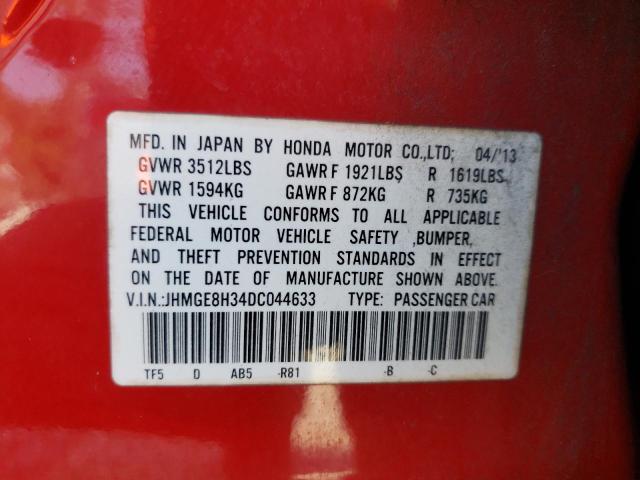 MFD. IN JAPAN BY HONDA MOTOR CO.,LTD; 04/'13
GVWR 3512LBS GAWR F 1921LBS R 1619LBS
GVWR 1594KG GAWR F 872KG R 735KG
THIS VEHICLE CONFORMS TO ALL APPLICABLE
FEDERAL MOTOR VEHICLE SAFETY ,BUMPER,
AND THEFT PREVENTION STANDARDS IN EFFECT
ON THE DATE OF MANUFACTURE SHOWN ABOVE.
V.I.N.:JHMGE8H34DC044633 TYPE: PASSENGER CAR
TF5 D AB5 -R81 -B -C